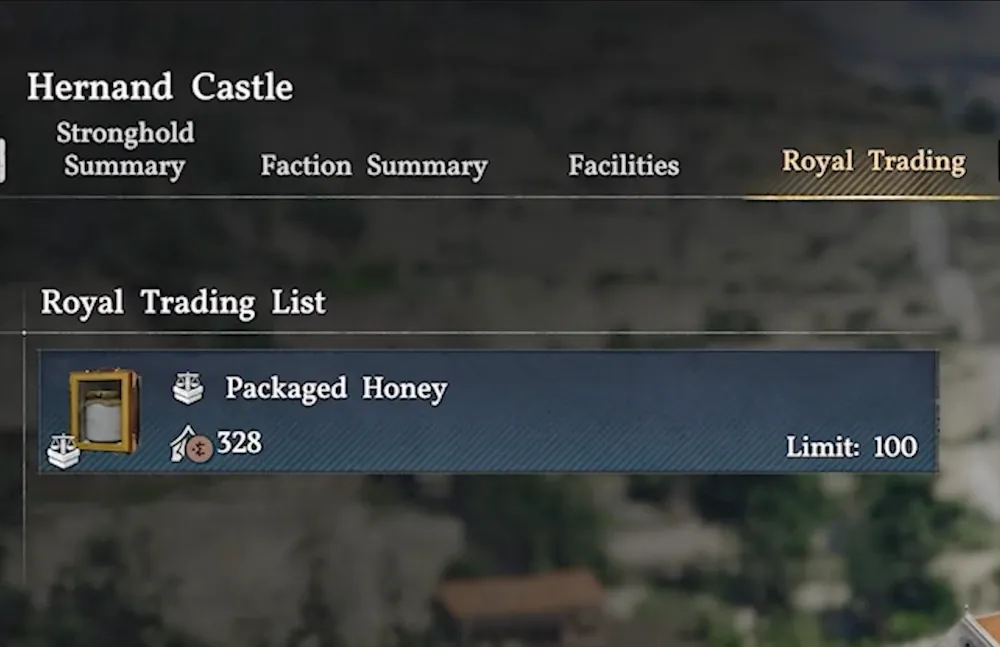 Hernand Castle
Stronghold
Summary
Faction Summary
Facilities
Royal Trading
Royal Trading List
Packaged Honey
328
Limit: 100